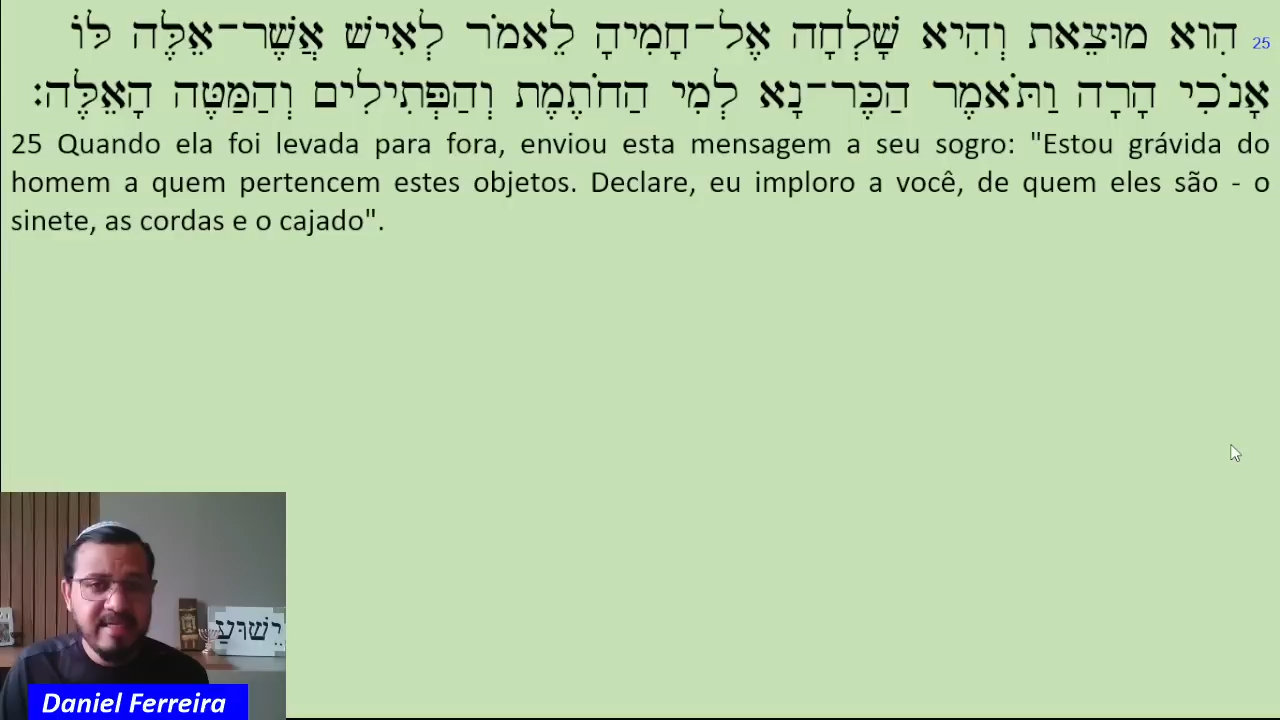 25 הִוא מוּצֵאת וְהִיא שָׁלְחָה אֶל־חָמִיהָ לֵאמֹר לְאִישׁ אֲשֶׁר־אֵלֶּה לּוֹ
אָנֹכִי הָרָה וַתֹּאמֶר הַכֶּר־נָא לְמִי הַחֹתֶמֶת וְהַפְּתִילִים וְהַמַּטֶּה הָאֵלֶּה׃
25 Quando ela foi levada para fora, enviou esta mensagem a seu sogro: "Estou grávida do
homem a quem pertencem estes objetos. Declare, eu imploro a você, de quem eles são - o
sinete, as cordas e o cajado".
יֵשׁוּעַ
Daniel Ferreira